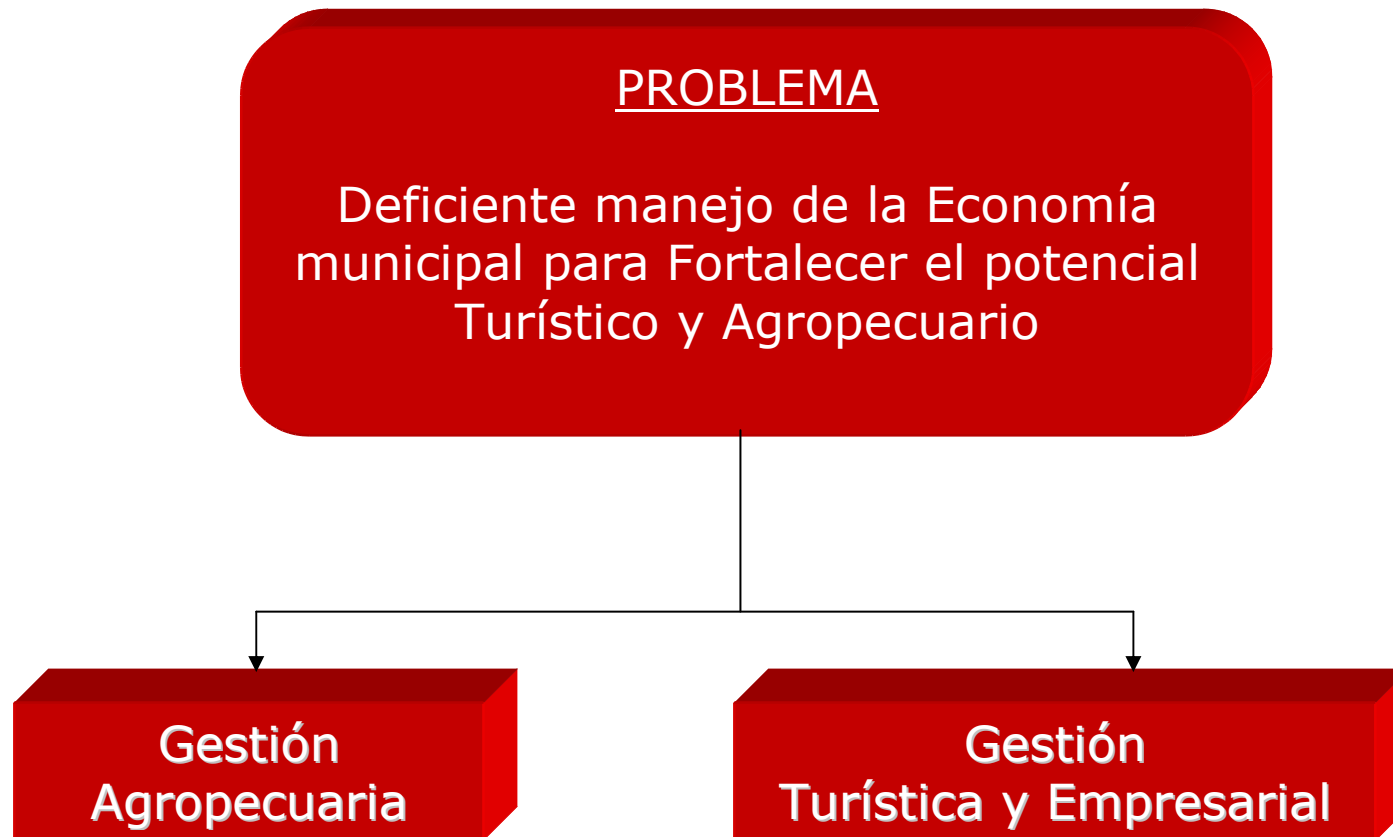 PROBLEMA
Deficiente manejo de la Economía
municipal para Fortalecer el potencial
Turístico y Agropecuario
Gestión
Agropecuaria
Gestión
Turística y Empresarial